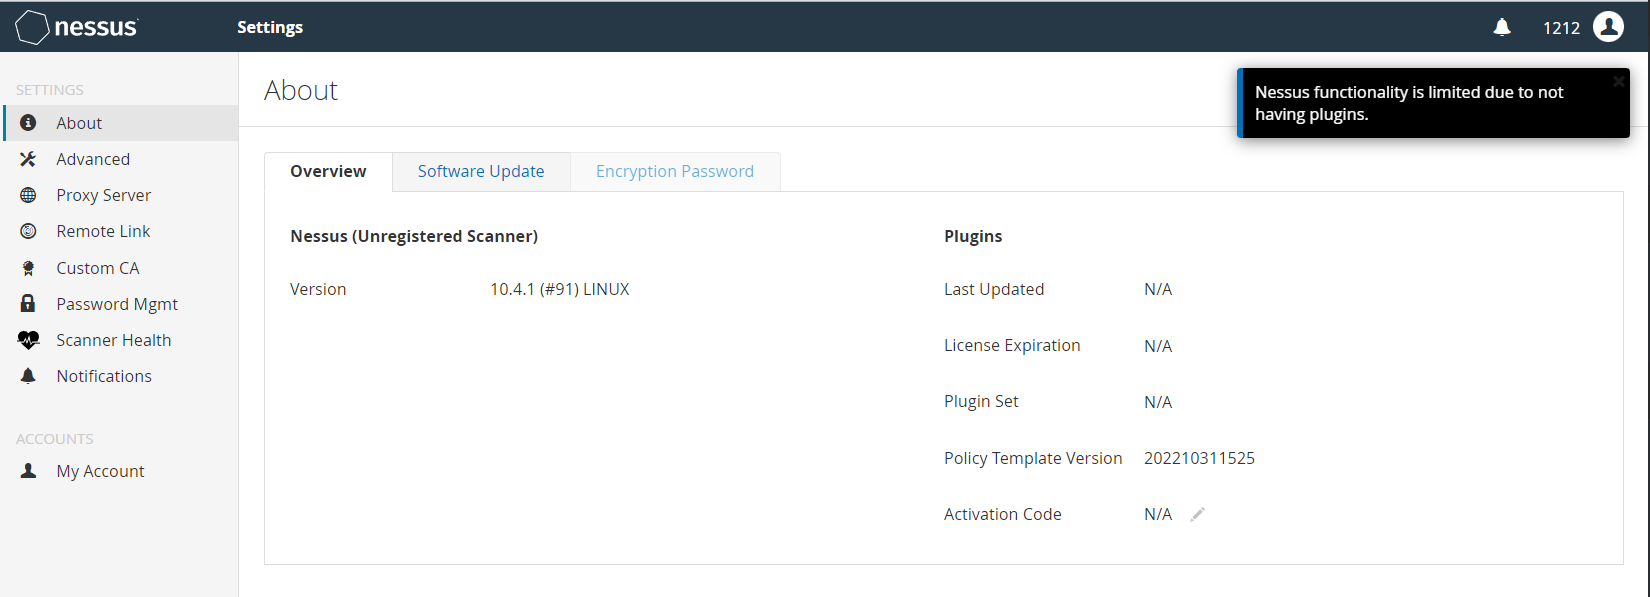 nessus
Settings
1212
SETTINGS
About
Advanced
Proxy Server
Remote Link
Custom CA
Password Mgmt
Scanner Health
Notifications
ACCOUNTS
My Account
About
Nessus functionality is limited due to not
having plugins.
Overview
Software Update
Encryption Password
Nessus (Unregistered Scanner)
Version 10.4.1 (#91) LINUX
Plugins
Last Updated N/A
License Expiration N/A
Plugin Set N/A
Policy Template Version 202210311525
Activation Code N/A